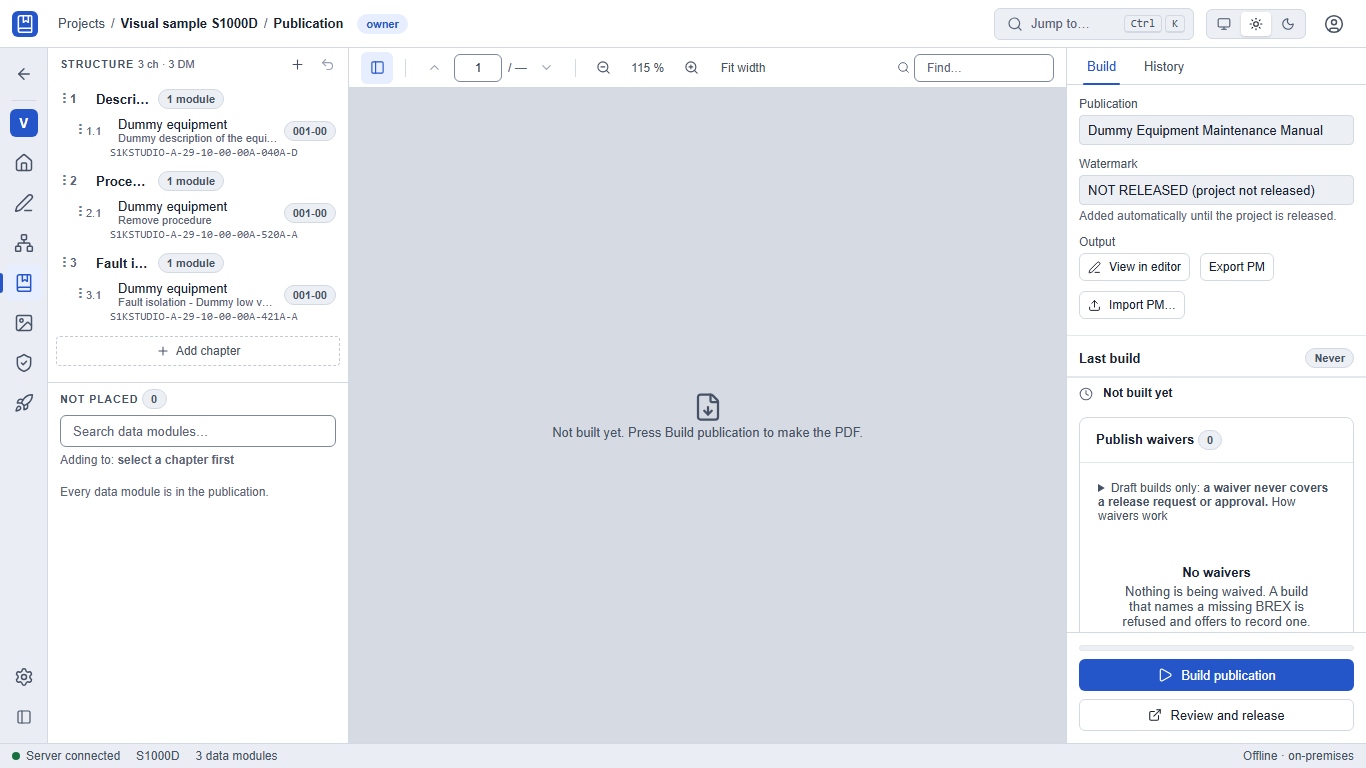 Projects / Visual sample S1000D / Publication owner
Jump to… Ctrl K
V
STRUCTURE 3 ch · 3 DM
1 Descri… 1 module
1.1 Dummy equipment 001-00
Dummy description of the equi…
S1KSTUDIO-A-29-10-00-00A-040A-D
2 Proce… 1 module
2.1 Dummy equipment 001-00
Remove procedure
S1KSTUDIO-A-29-10-00-00A-520A-A
3 Fault i… 1 module
3.1 Dummy equipment 001-00
Fault isolation - Dummy low v…
S1KSTUDIO-A-29-10-00-00A-421A-A
Add chapter
NOT PLACED 0
Search data modules…
Adding to: select a chapter first
Every data module is in the publication.
1 / — 115 % Fit width Find…
Not built yet. Press Build publication to make the PDF.
Build History
Publication
Dummy Equipment Maintenance Manual
Watermark
NOT RELEASED (project not released)
Added automatically until the project is released.
Output
View in editor Export PM
Import PM…
Last build Never
Not built yet
Publish waivers 0
Draft builds only: a waiver never covers
a release request or approval. How
waivers work
No waivers
Nothing is being waived. A build
that names a missing BREX is
refused and offers to record one.
Build publication
Review and release
Server connected S1000D 3 data modules
Offline · on-premises